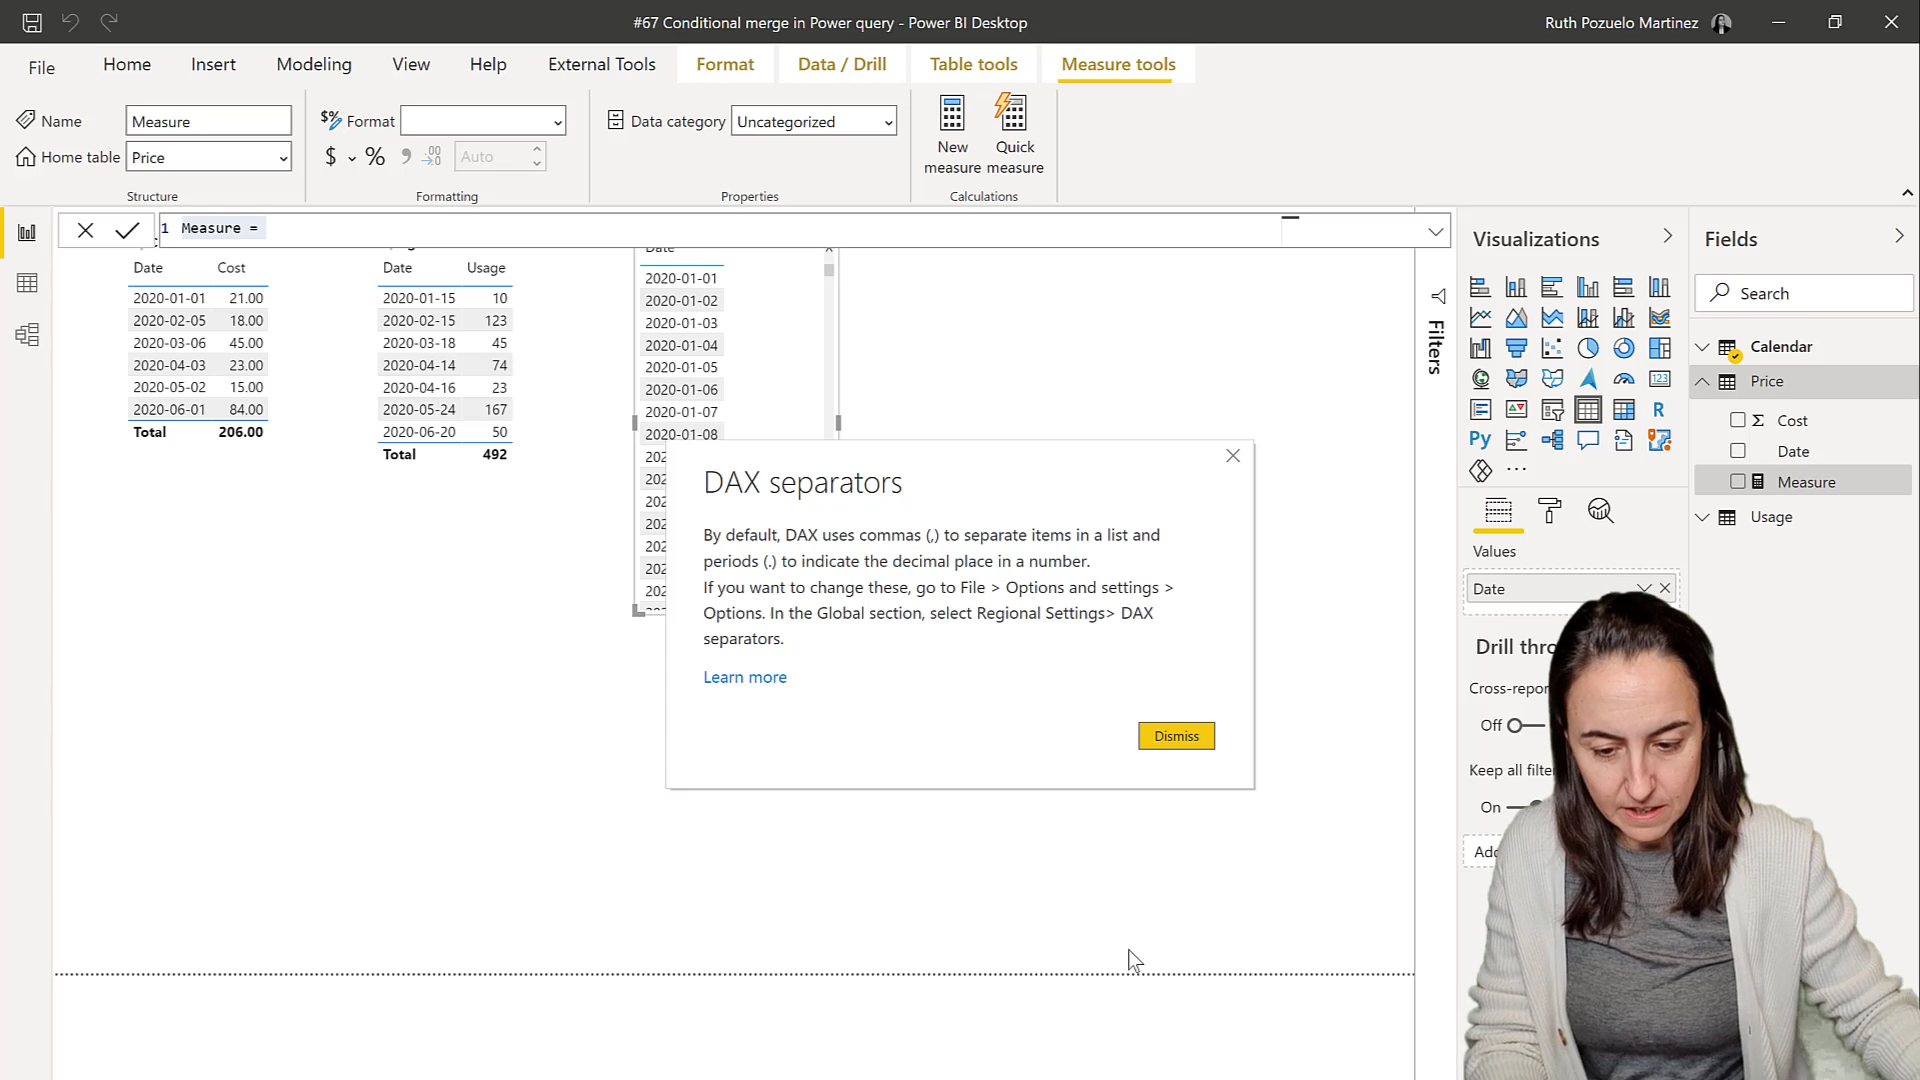 #67 Conditional merge in Power query - Power BI Desktop
Ruth Pozuelo Martinez
File
Home
Insert
Modeling
View
Help
External Tools
Format
Data / Drill
Table tools
Measure tools
Name
Measure
Home table
Price
Structure
$% Format
$
%
,
.00
→.0
Auto
Formatting
Data category
Uncategorized
Properties
New
measure
Quick
measure
Calculations
1 Measure =
Date Cost
2020-01-01 21.00
2020-02-05 18.00
2020-03-06 45.00
2020-04-03 23.00
2020-05-02 15.00
2020-06-01 84.00
Total 206.00
Date Usage
2020-01-15 10
2020-02-15 123
2020-03-18 45
2020-04-14 74
2020-04-16 23
2020-05-24 167
2020-06-20 50
Total 492
Date
2020-01-01
2020-01-02
2020-01-03
2020-01-04
2020-01-05
2020-01-06
2020-01-07
2020-01-08
DAX separators
By default, DAX uses commas (,) to separate items in a list and
periods (.) to indicate the decimal place in a number.
If you want to change these, go to File > Options and settings >
Options. In the Global section, select Regional Settings> DAX
separators.
Learn more
Dismiss
Filters
Visualizations
123
R
Py
Values
Date
Drill
Cross-repor
Off
Keep all filte
On
Fields
Search
Calendar
Price
Σ Cost
Date
Measure
Usage